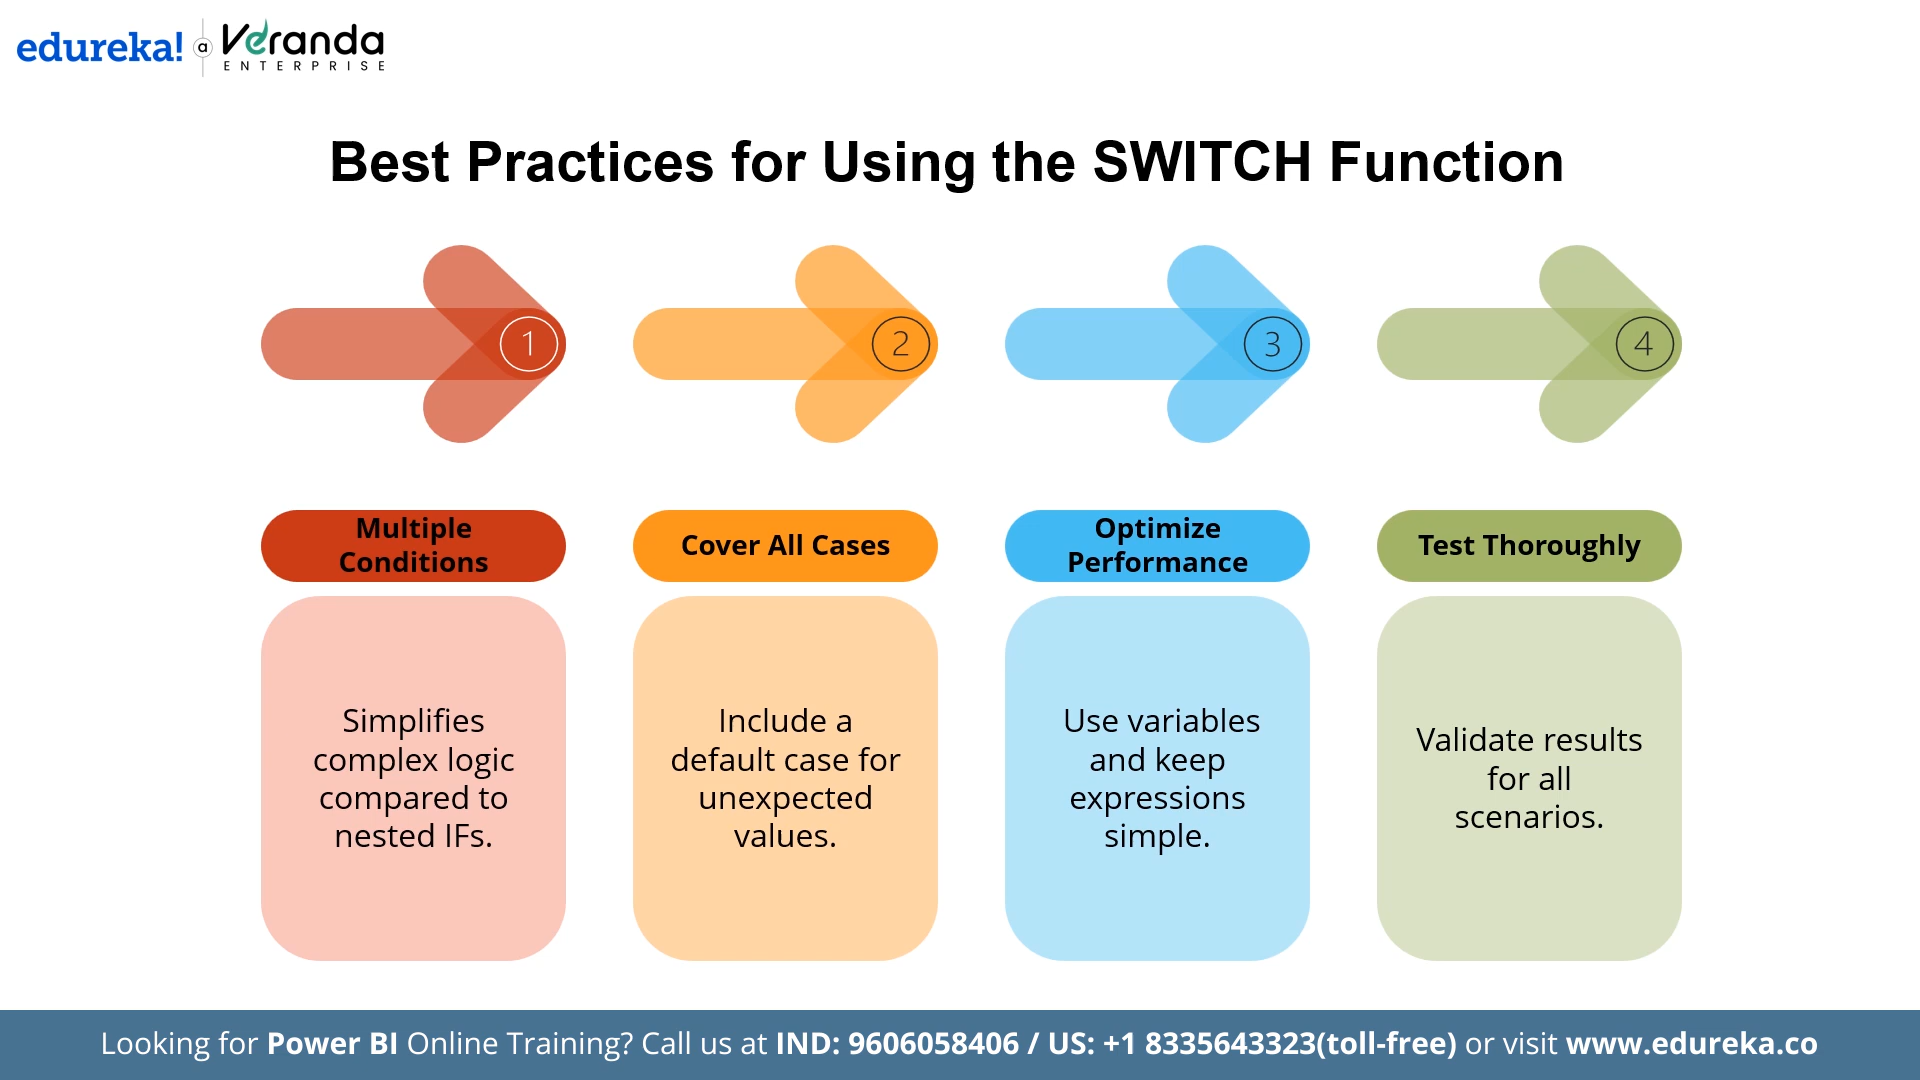 edureka! a Veranda
ENTERPRISE
Best Practices for Using the SWITCH Function
1
2
3
4
Multiple
Conditions
Cover All Cases
Optimize
Performance
Test Thoroughly
Simplifies
complex logic
compared to
nested IFs.
Include a
default case for
unexpected
values.
Use variables
and keep
expressions
simple.
Validate results
for all
scenarios.
Looking for Power BI Online Training? Call us at IND: 9606058406 / US: +1 8335643323(toll-free) or visit www.edureka.co